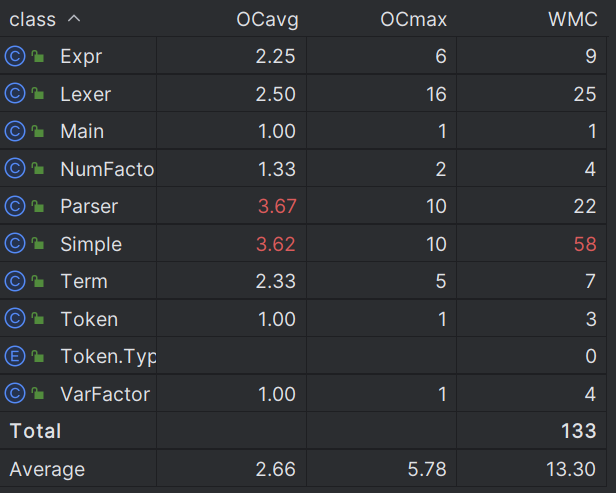 class OCavg OCmax WMC
C Expr 2.25 6 9
C Lexer 2.50 16 25
C Main 1.00 1 1
C NumFacto 1.33 2 4
C Parser 3.67 10 22
C Simple 3.62 10 58
C Term 2.33 5 7
C Token 1.00 1 3
E Token.Typ 0
C VarFactor 1.00 1 4
Total 133
Average 2.66 5.78 13.30